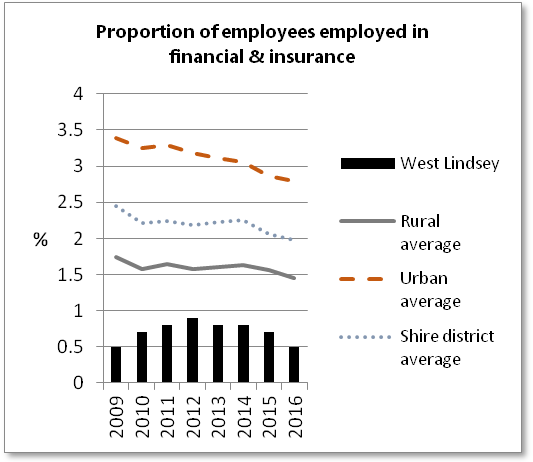 Proportion of employees employed in
financial & insurance
4
3.5
3
2.5
2
1.5
1
0.5
0
%
2009
2010
2011
2012
2013
2014
2015
2016
West Lindsey
Rural
average
Urban
average
Shire district
average